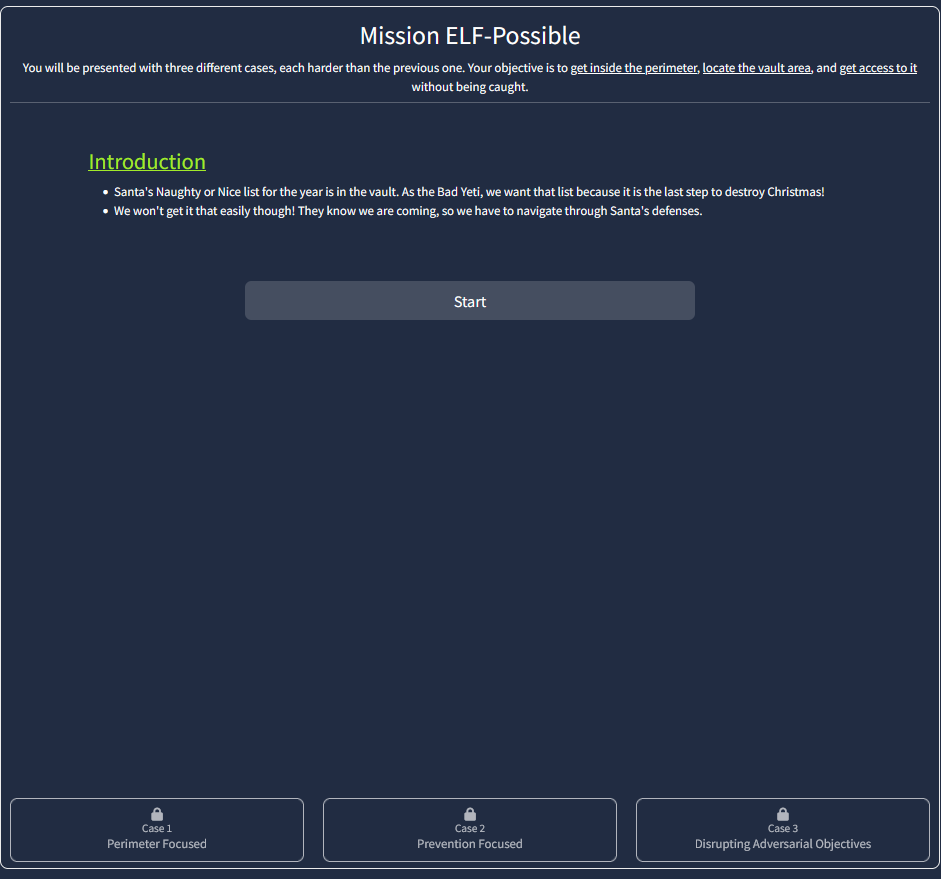 Mission ELF-Possible
You will be presented with three different cases, each harder than the previous one. Your objective is to get inside the perimeter, locate the vault area, and get access to it
without being caught.
Introduction
Santa's Naughty or Nice list for the year is in the vault. As the Bad Yeti, we want that list because it is the last step to destroy Christmas!
We won't get it that easily though! They know we are coming, so we have to navigate through Santa's defenses.
Start
Case 1
Perimeter Focused
Case 2
Prevention Focused
Case 3
Disrupting Adversarial Objectives